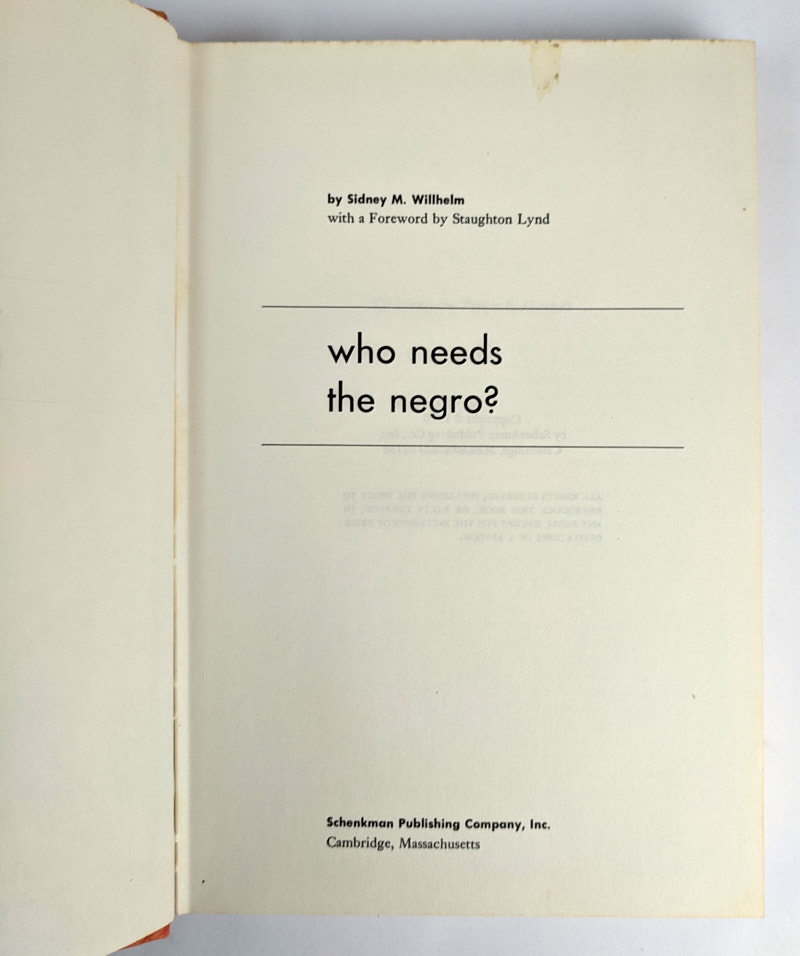 by Sidney M. Willhelm
with a Foreword by Staughton Lynd
who needs
the negro?
Schenkman Publishing Company, Inc.
Cambridge, Massachusetts